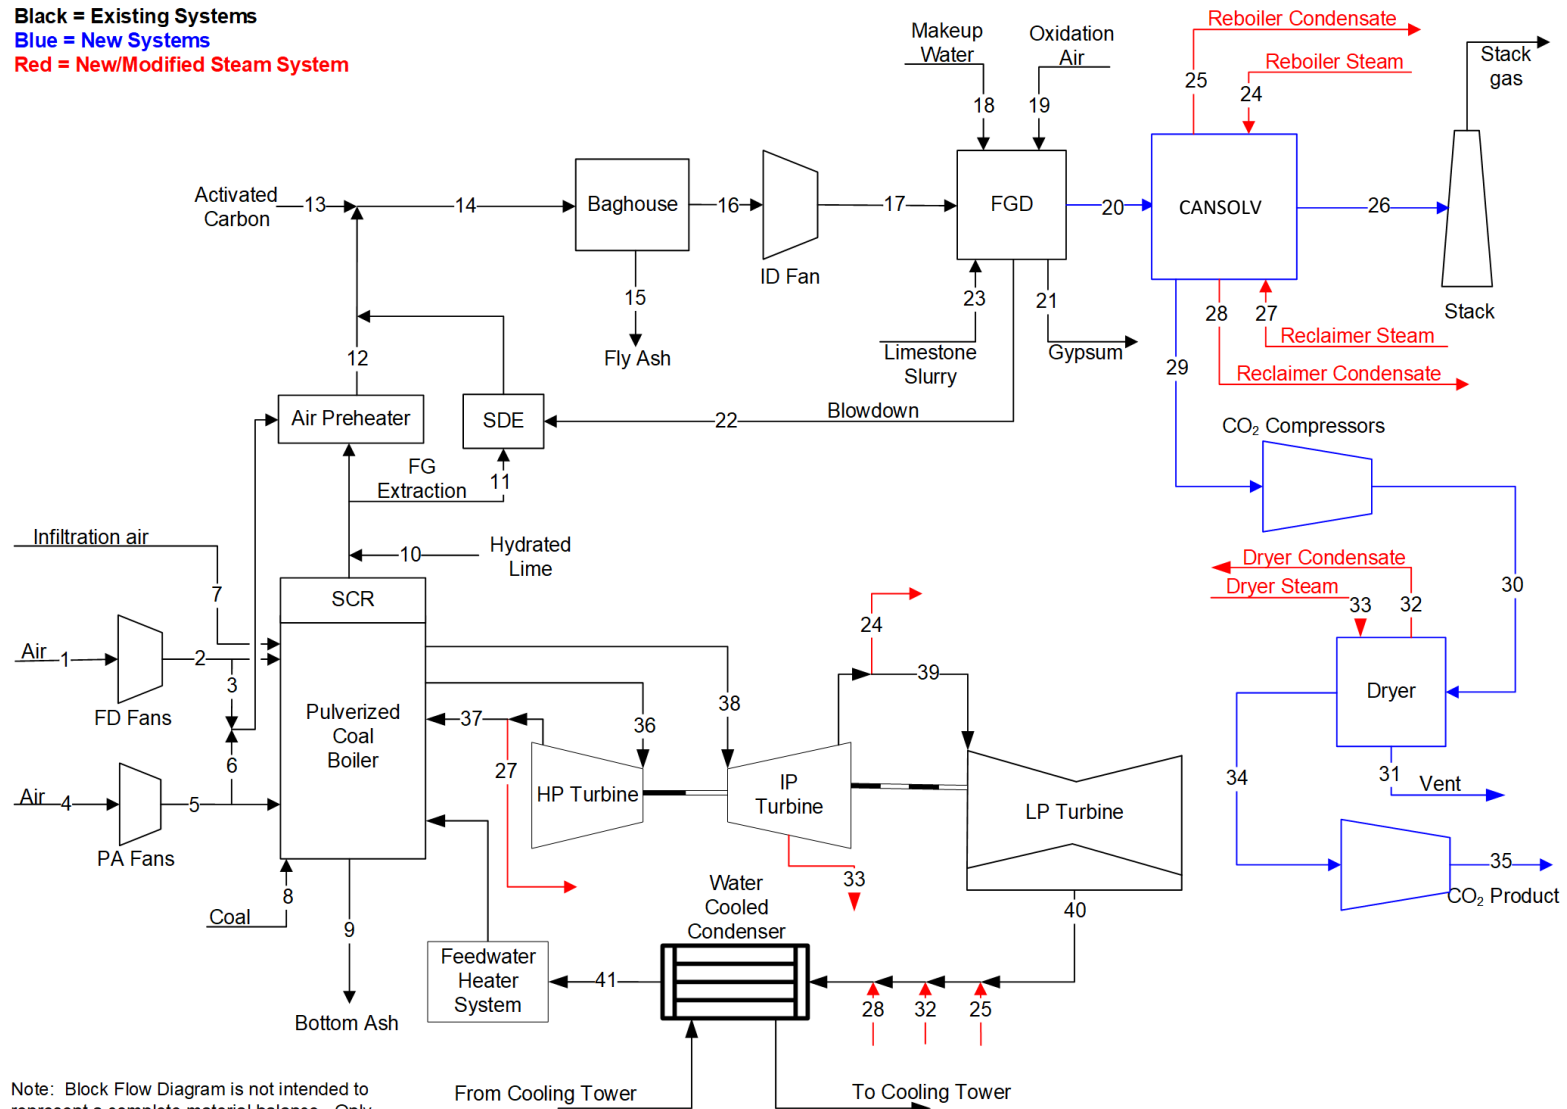 Black = Existing Systems
Blue = New Systems
Red = New/Modified Steam System
Makeup
Water
Oxidation
Air
Reboiler Condensate
Reboiler Steam
Stack
gas
25
24
18
19
Activated
Carbon
13
14
Baghouse
16
17
FGD
20
CANSOLV
26
ID Fan
15
23
21
28
27
Stack
Fly Ash
Limestone
Slurry
Gypsum
Reclaimer Steam
Reclaimer Condensate
12
29
Air Preheater
SDE
22
Blowdown
CO₂ Compressors
FG
Extraction
11
Infiltration air
10
Hydrated
Lime
Dryer Condensate
Dryer Steam
33
32
30
7
SCR
24
Air
1
2
3
FD Fans
Pulverized
Coal
Boiler
37
36
38
39
Dryer
6
27
HP Turbine
IP
Turbine
LP Turbine
34
31
Vent
Air
4
5
PA Fans
35
CO₂ Product
8
Coal
9
33
Water
Cooled
Condenser
40
Feedwater
Heater
System
41
28
32
25
Bottom Ash
Note: Block Flow Diagram is not intended to
represent a complete material balance. Only
From Cooling Tower
To Cooling Tower